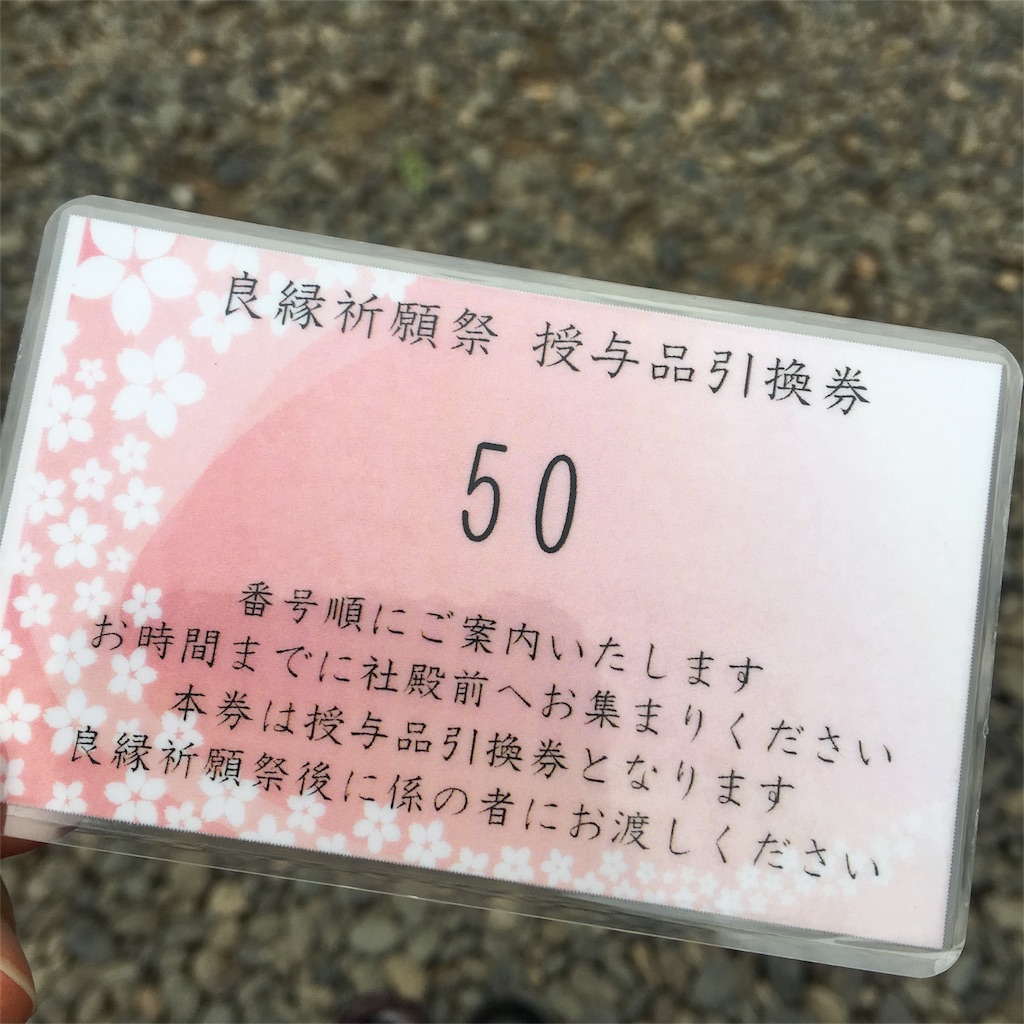 良縁祈願祭 授与品引換券
50
番号順にご案内いたします
お時間までに社殿前へお集まりください
本券は授与品引換券となります
良縁祈願祭後に係の者にお渡しください